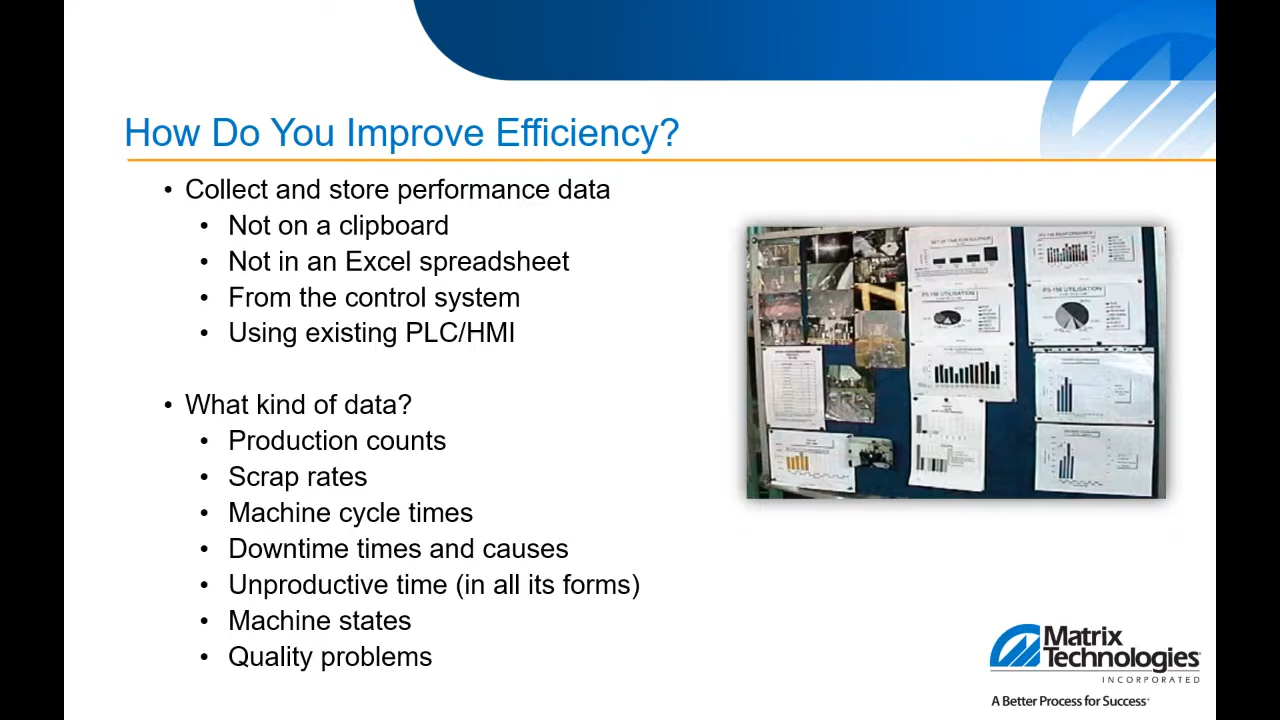 How Do You Improve Efficiency?
• Collect and store performance data
• Not on a clipboard
• Not in an Excel spreadsheet
• From the control system
• Using existing PLC/HMI
• What kind of data?
• Production counts
• Scrap rates
• Machine cycle times
• Downtime times and causes
• Unproductive time (in all its forms)
• Machine states
• Quality problems
Matrix
Technologies
INCORPORATED
A Better Process for Success